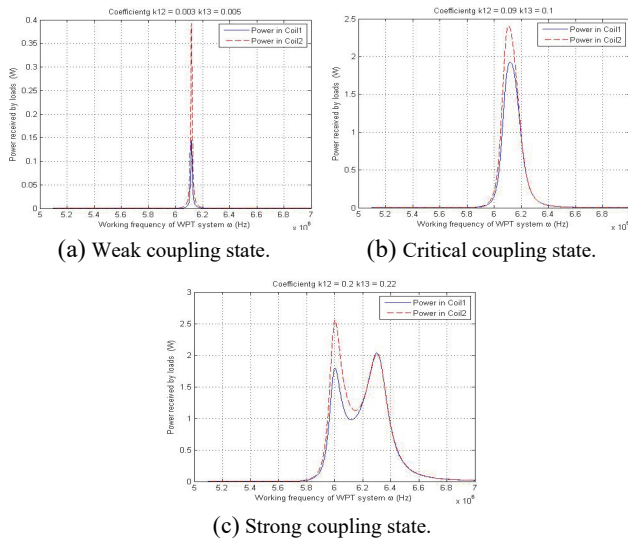 Coefficientg k12 = 0.003 k13 = 0.005
Power in Coil1
Power in Coil2
Power received by loads (W)
0.4
0.35
0.3
0.25
0.2
0.15
0.1
0.05
0
5 5.2 5.4 5.6 5.8 6 6.2 6.4 6.6 6.8 7
Working frequency of WPT system ω (Hz)
x 10⁶
(a) Weak coupling state.
Coefficientg k12 = 0.09 k13 = 0.1
Power in Coil1
Power in Coil2
Power received by loads (W)
2.5
2
1.5
1
0.5
0
5 5.2 5.4 5.6 5.8 6 6.2 6.4 6.6 6.8
Working frequency of WPT system ω (Hz)
x 10⁶
(b) Critical coupling state.
Coefficientg k12 = 0.2 k13 = 0.22
Power in Coil1
Power in Coil2
Power received by loads (W)
3
2.5
2
1.5
1
0.5
0
5 5.2 5.4 5.6 5.8 6 6.2 6.4 6.6 6.8 7
Working frequency of WPT system ω (Hz)
x 10⁶
(c) Strong coupling state.